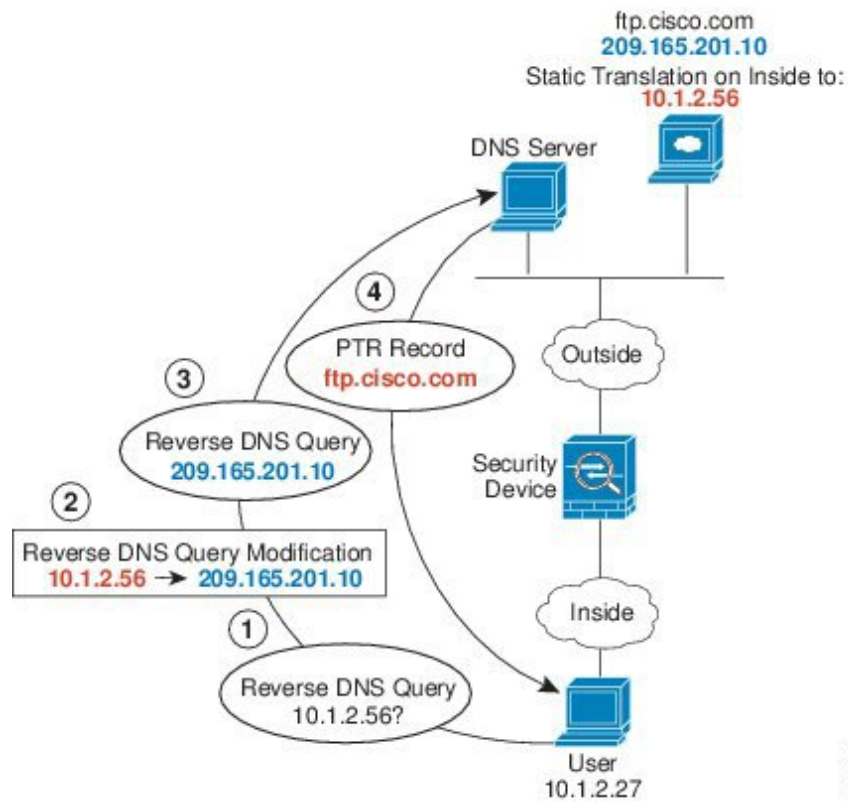 ftp.cisco.com
209.165.201.10
Static Translation on Inside to:
10.1.2.56
DNS Server
4
PTR Record
ftp.cisco.com
Outside
3
Reverse DNS Query
209.165.201.10
Security
Device
2
Reverse DNS Query Modification
10.1.2.56 → 209.165.201.10
Inside
1
Reverse DNS Query
10.1.2.56?
User
10.1.2.27